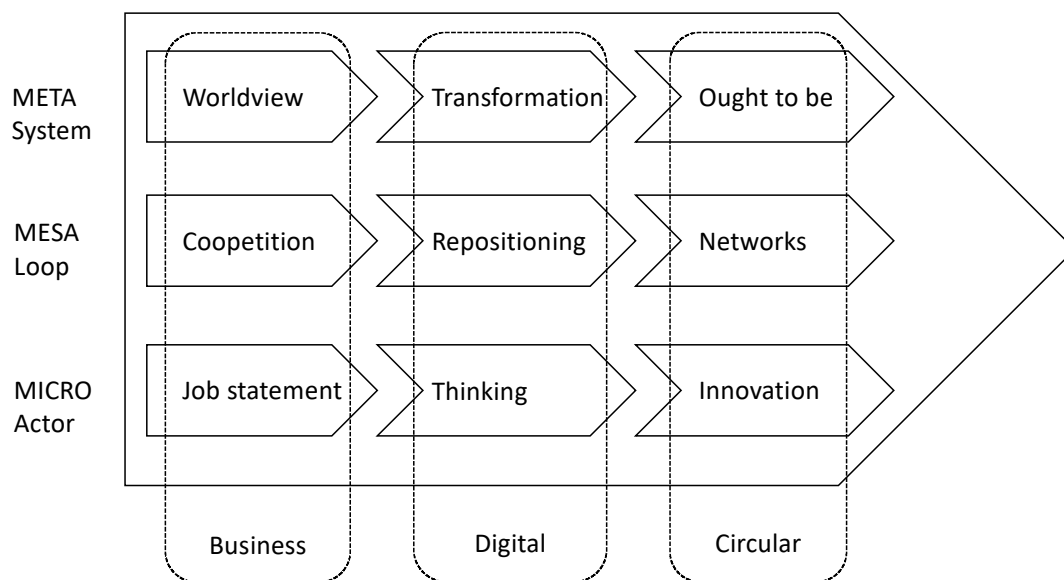 META
System
Worldview
Transformation
Ought to be
MESA
Loop
Coopetition
Repositioning
Networks
MICRO
Actor
Job statement
Thinking
Innovation
Business
Digital
Circular